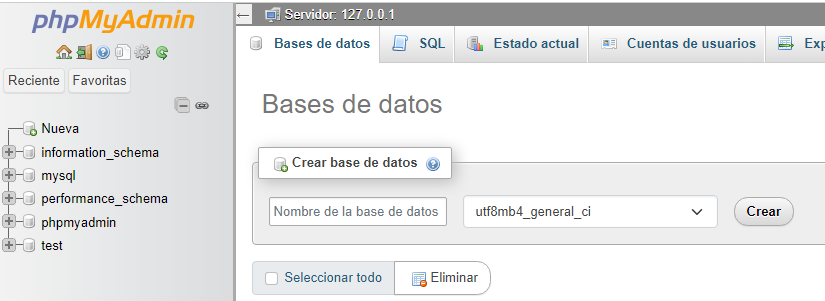 phpMyAdmin
Reciente Favoritas
Nueva
information_schema
mysql
performance_schema
phpmyadmin
test
Servidor: 127.0.0.1
Bases de datos SQL Estado actual Cuentas de usuarios Exp
Bases de datos
Crear base de datos
Nombre de la base de datos utf8mb4_general_ci Crear
Seleccionar todo Eliminar